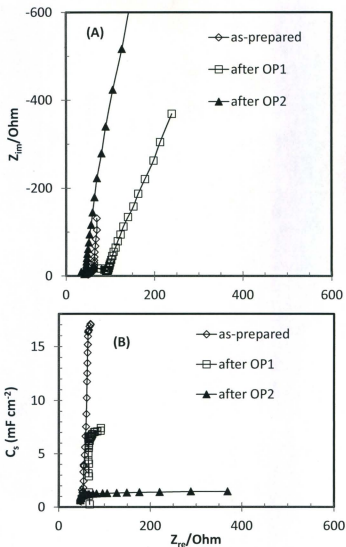 -600
(A)
as-prepared
after OP1
after OP2
-400
Z_im/Ohm
-200
0
0 200 400 600
(B)
as-prepared
after OP1
after OP2
15
C_s (mF cm⁻²)
10
5
0
0 200 400 600
Z_re/Ohm